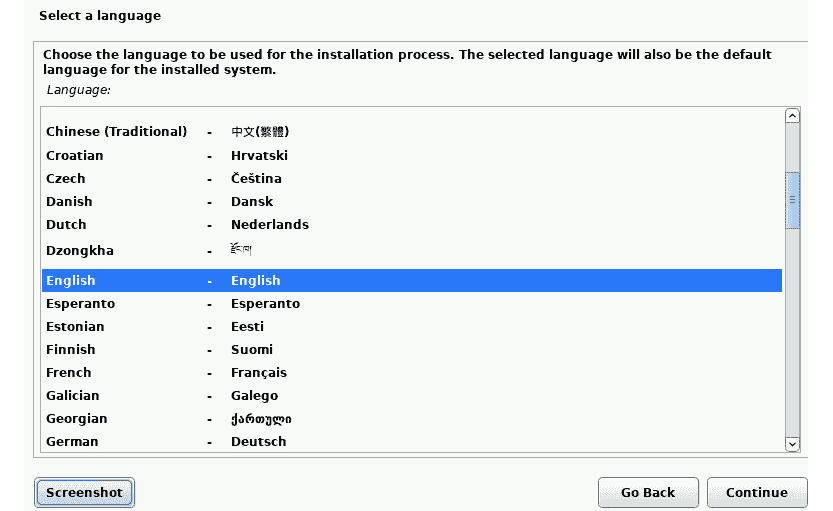 Select a language
Choose the language to be used for the installation process. The selected language will also be the default
language for the installed system.
Language:
Chinese (Traditional) - 中文(繁體)
Croatian - Hrvatski
Czech - Čeština
Danish - Dansk
Dutch - Nederlands
Dzongkha - རྫོང་ཁ།
English - English
Esperanto - Esperanto
Estonian - Eesti
Finnish - Suomi
French - Français
Galician - Galego
Georgian - ქართული
German - Deutsch
Screenshot Go Back Continue